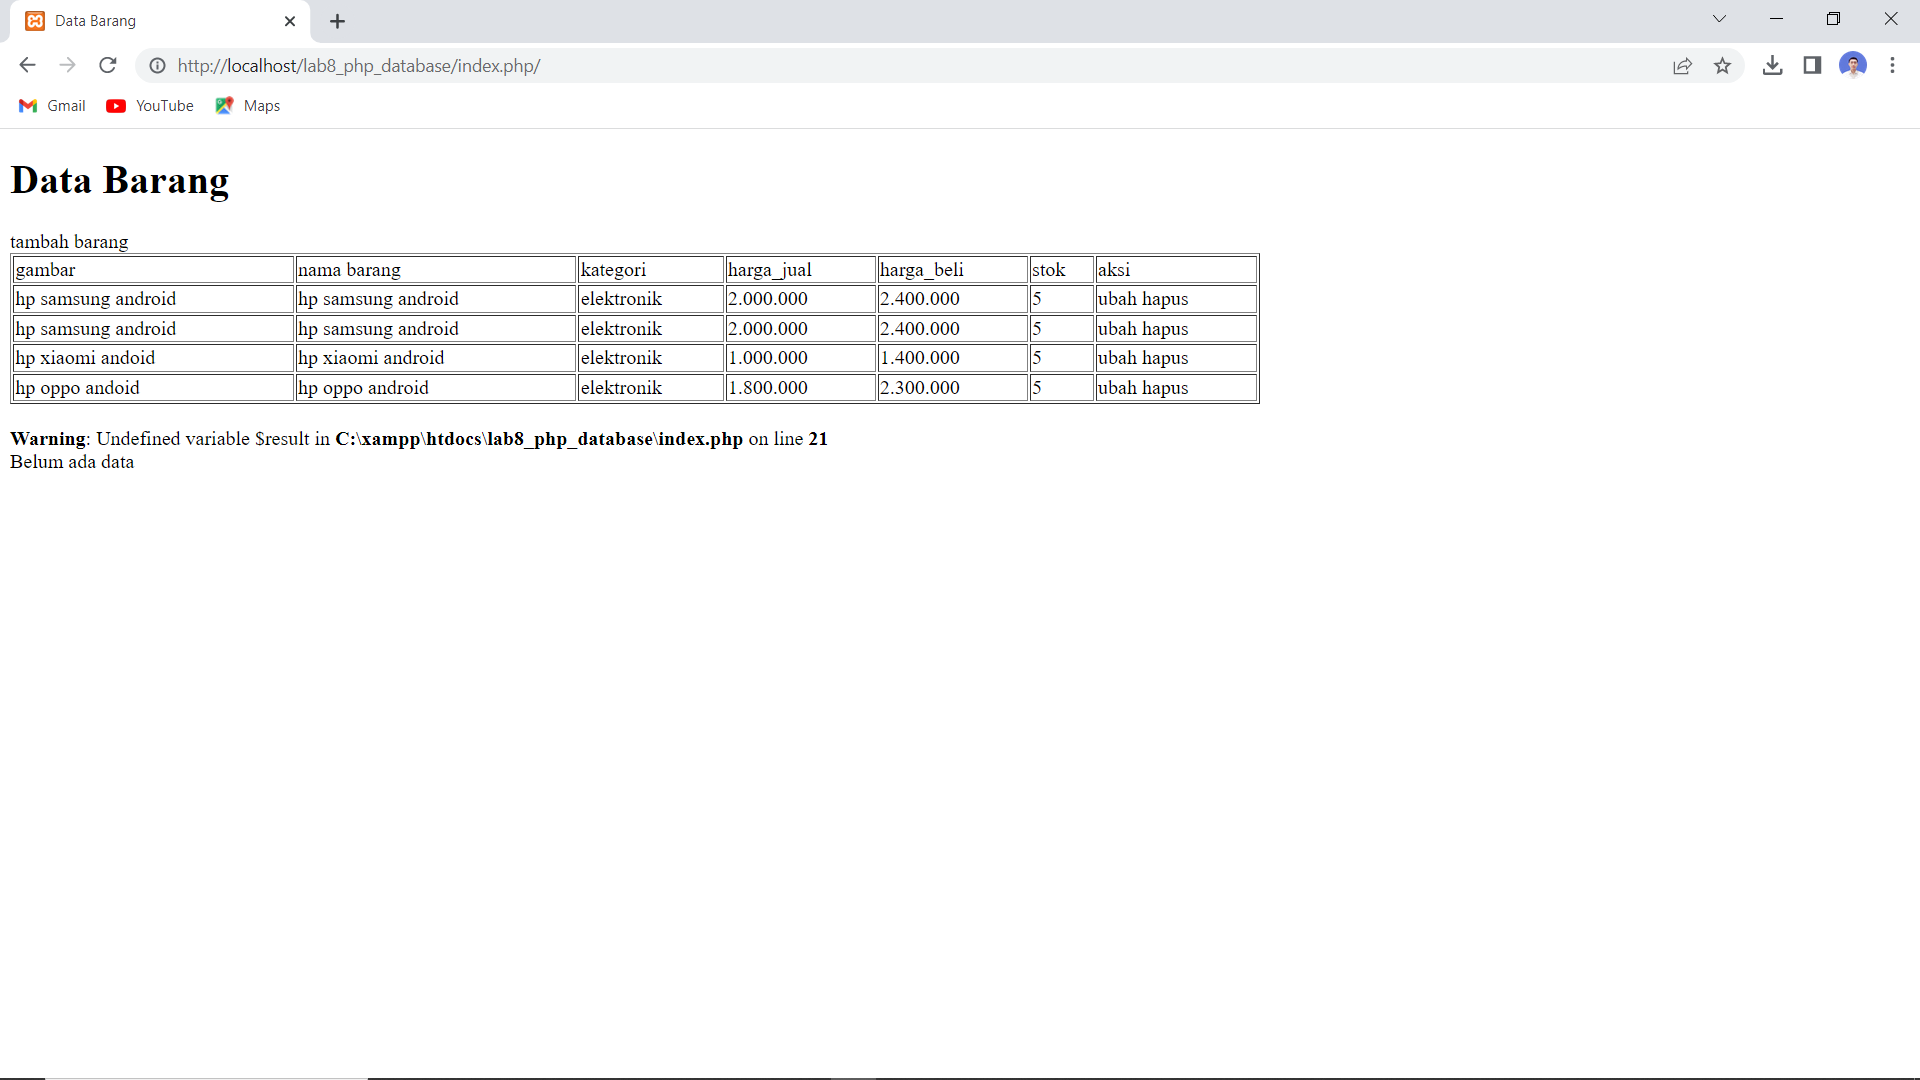 Data Barang
http://localhost/lab8_php_database/index.php/
Gmail YouTube Maps
Data Barang
tambah barang
gambar nama barang kategori harga_jual harga_beli stok aksi
hp samsung android hp samsung android elektronik 2.000.000 2.400.000 5 ubah hapus
hp samsung android hp samsung android elektronik 2.000.000 2.400.000 5 ubah hapus
hp xiaomi andoid hp xiaomi android elektronik 1.000.000 1.400.000 5 ubah hapus
hp oppo andoid hp oppo android elektronik 1.800.000 2.300.000 5 ubah hapus
Warning: Undefined variable $result in C:\xampp\htdocs\lab8_php_database\index.php on line 21
Belum ada data